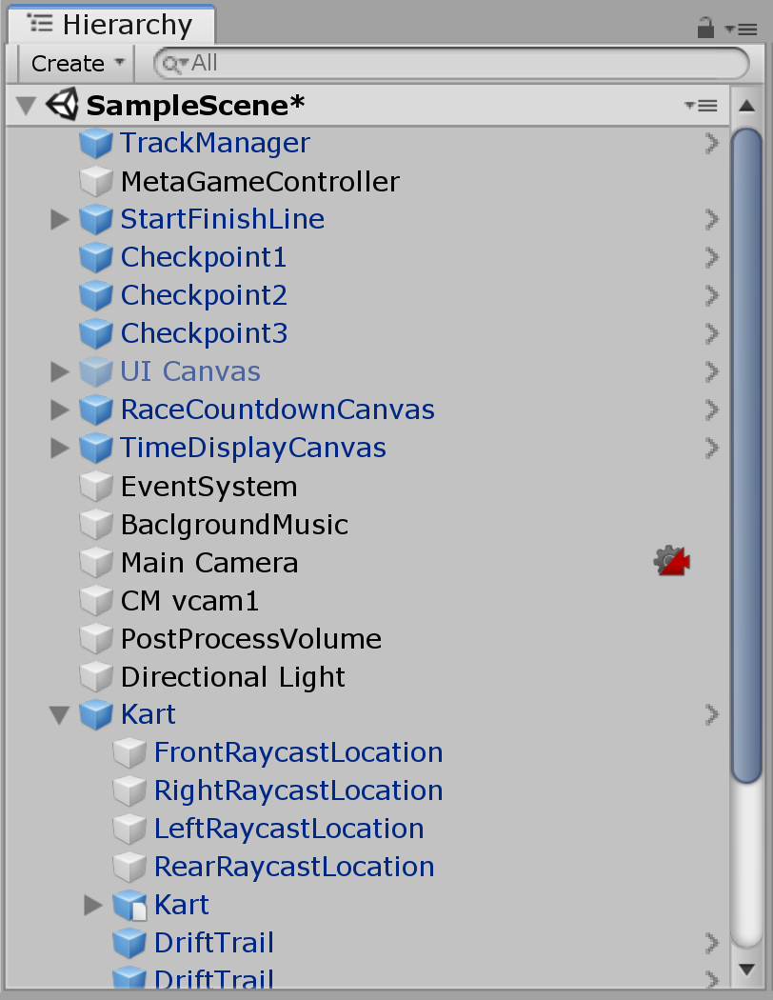 Hierarchy
Create All
SampleScene*
TrackManager
MetaGameController
StartFinishLine
Checkpoint1
Checkpoint2
Checkpoint3
UI Canvas
RaceCountdownCanvas
TimeDisplayCanvas
EventSystem
BaclgroundMusic
Main Camera
CM vcam1
PostProcessVolume
Directional Light
Kart
FrontRaycastLocation
RightRaycastLocation
LeftRaycastLocation
RearRaycastLocation
Kart
DriftTrail
DriftTrail